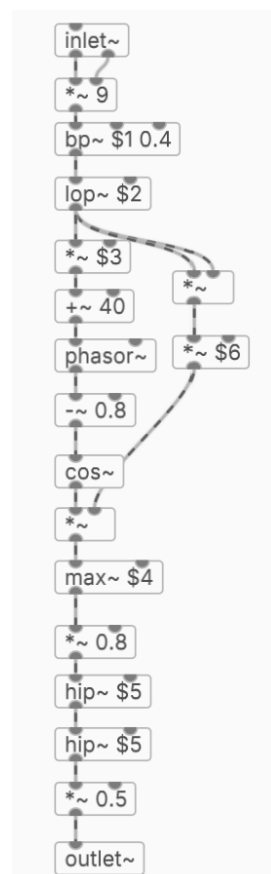 inlet~
*~ 9
bp~ $1 0.4
lop~ $2
*~ $3
*~
+~ 40
phasor~
*~ $6
-~ 0.8
cos~
*~
max~ $4
*~ 0.8
hip~ $5
hip~ $5
*~ 0.5
outlet~